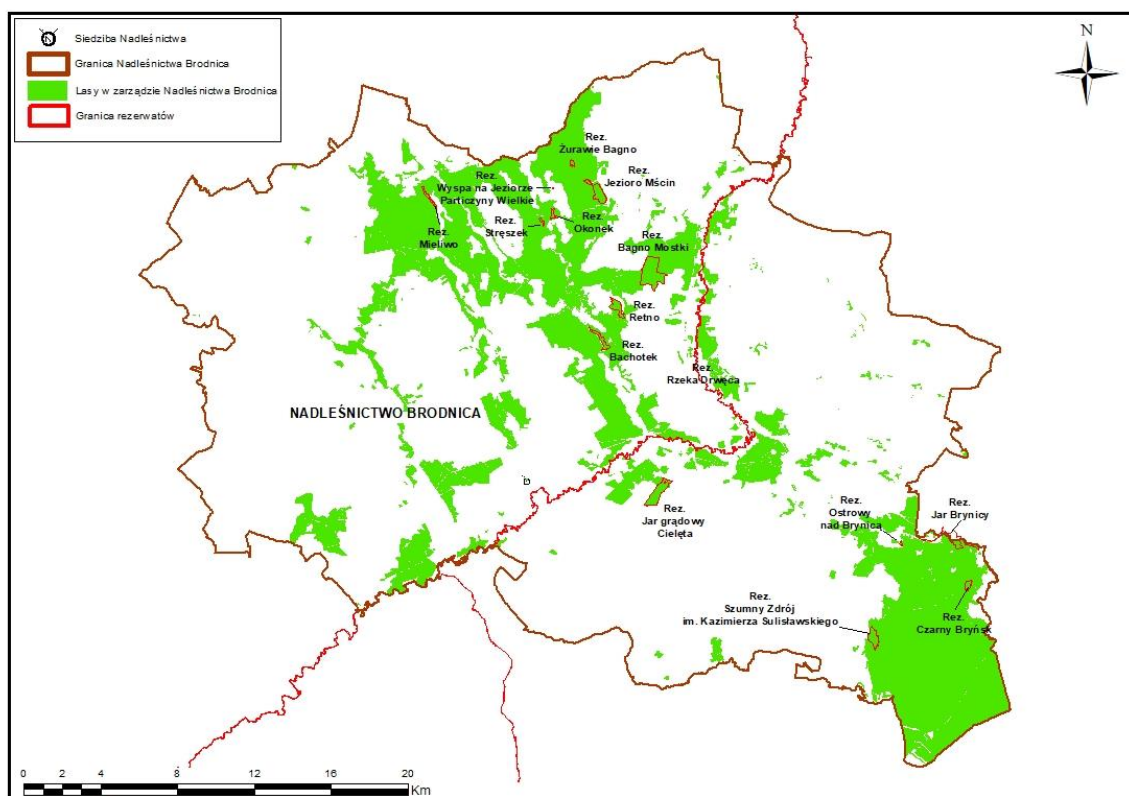 Siedziba Nadleśnictwa
Granica Nadleśnictwa Brodnica
Lasy w zarządzie Nadleśnictwa Brodnica
Granica rezerwatów
N
Rez.
Żurawie Bagno
Rez.
Jezioro Mścin
Rez.
Wyspa na Jeziorze
Partięczyny Wielkie
Rez.
Stręszek
Rez.
Okonek
Rez.
Mieliwo
Rez.
Bagno Mostki
Rez.
Retno
Rez.
Bachotek
Rez.
Rzeka Drwęca
NADLEŚNICTWO BRODNICA
Rez.
Jar grądowy
Cielęta
Rez.
Ostrowy
nad Brynicą
Rez.
Jar Brynicy
Rez.
Szumny Zdrój
im. Kazimierza Sulisławskiego
Rez.
Czarny Bryńsk
0 2 4 8 12 16 20
Km